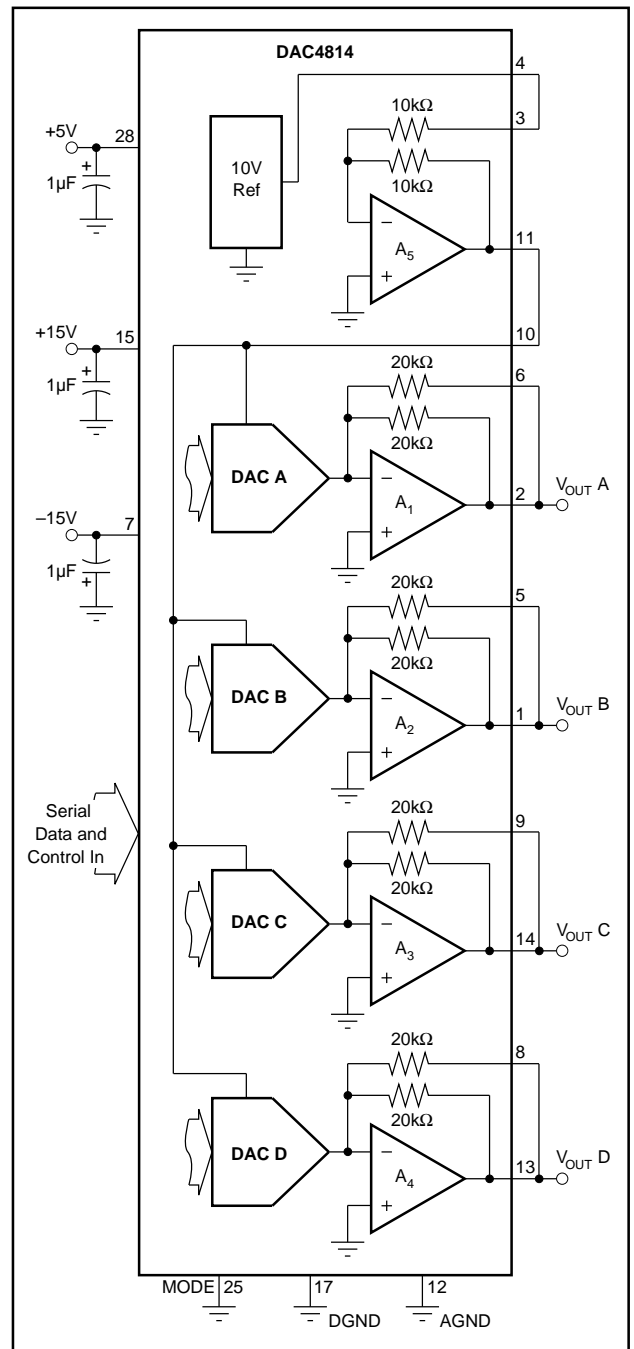 DAC4814
4
10kΩ
3
+5V
28
10V
Ref
10kΩ
+
1µF
–
A5
+
11
+15V
15
10
+
1µF
20kΩ
6
20kΩ
DAC A
–
A1
+
2
VOUT A
–15V
7
1µF
+
20kΩ
5
20kΩ
DAC B
–
A2
+
1
VOUT B
Serial
Data and
Control In
20kΩ
9
20kΩ
DAC C
–
A3
+
14
VOUT C
20kΩ
8
20kΩ
DAC D
–
A4
+
13
VOUT D
MODE
25
17
12
DGND
AGND